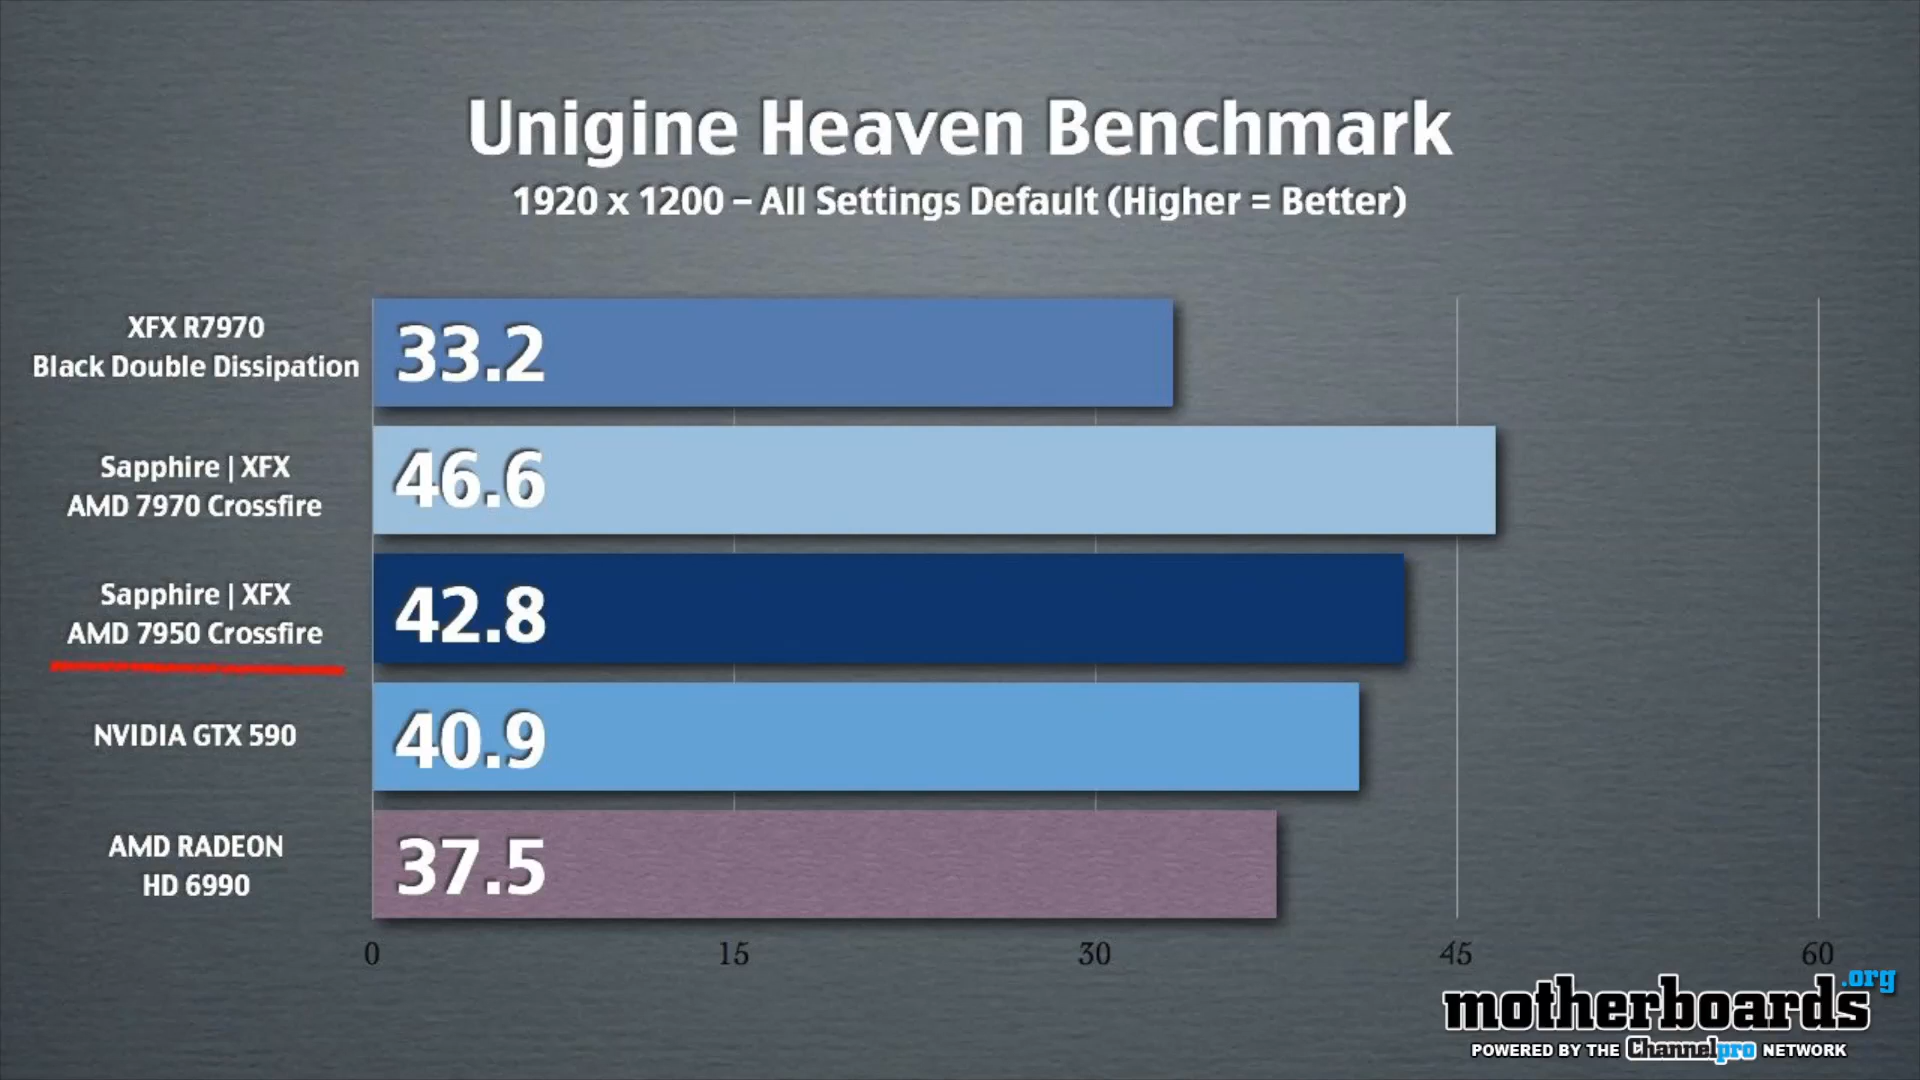 Unigine Heaven Benchmark
1920 x 1200 – All Settings Default (Higher = Better)
XFX R7970
Black Double Dissipation
33.2
Sapphire | XFX
AMD 7970 Crossfire
46.6
Sapphire | XFX
AMD 7950 Crossfire
42.8
NVIDIA GTX 590
40.9
AMD RADEON
HD 6990
37.5
0 15 30 45 60
motherboards.org
POWERED BY THE Channelpro NETWORK